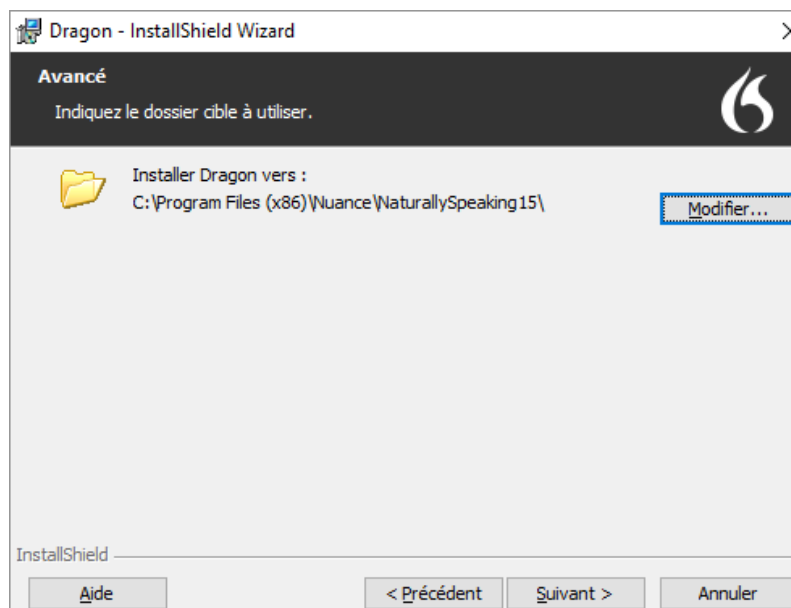 Dragon - InstallShield Wizard
Avancé
Indiquez le dossier cible à utiliser.
Installer Dragon vers :
C:\Program Files (x86)\Nuance\NaturallySpeaking15\
Modifier...
InstallShield
Aide
< Précédent
Suivant >
Annuler